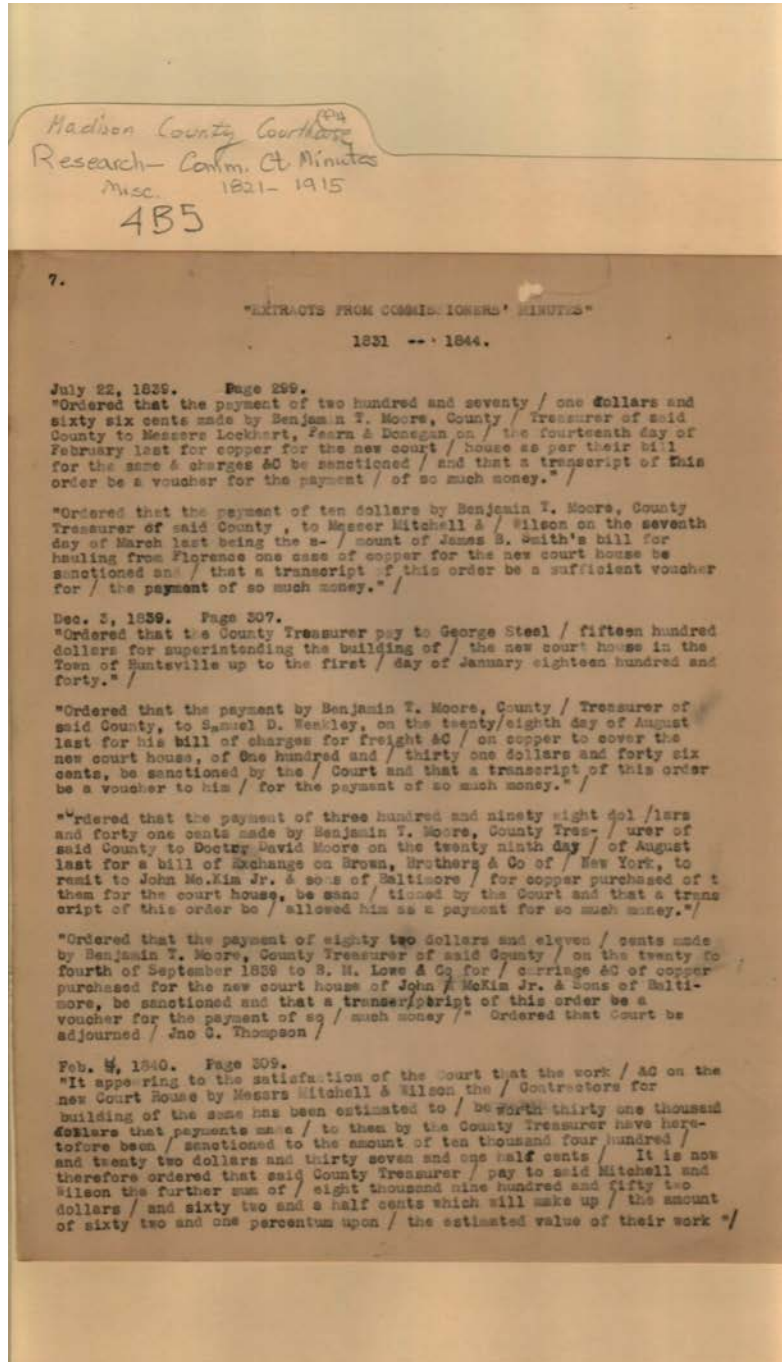 Madison County Courthouse
Research - Comm. Ct. Minutes
Misc. 1821-1915
4B5
7.
"EXTRACTS FROM COMMISSIONERS' MINUTES"
1831 -- 1844.
July 22, 1839. Page 299.
"Ordered that the payment of two hundred and seventy / one dollars and
sixty six cents made by Benjamin T. Moore, County / Treasurer of said
County to Messers Lockhart, Fearn & Donegan on / the fourteenth day of
February last for copper for the new court / house as per their bill
for the same & charges &C be sanctioned / and that a transcript of this
order be a voucher for the payment / of so much money." /
"Ordered that the payment of ten dollars by Benjamin T. Moore, County
Treasurer of said County , to Messer Mitchell & / Wilson on the seventh
day of March last being the a- / mount of James B. Smith's bill for
hauling from Florence one case of copper for the new court house be
sanctioned and / that a transcript of this order be a sufficient voucher
for / the payment of so much money." /
Dec. 3, 1839. Page 307.
"Ordered that the County Treasurer pay to George Steel / fifteen hundred
dollars for superintending the building of / the new court house in the
Town of Huntsville up to the first / day of January eighteen hundred and
forty." /
"Ordered that the payment by Benjamin T. Moore, County / Treasurer of
said County, to Samuel D. Weakley, on the twenty/eighth day of August
last for his bill of charges for freight &C / on copper to cover the
new court house, of One hundred and / thirty one dollars and forty six
cents, be sanctioned by the / Court and that a transcript of this order
be a voucher to him / for the payment of so much money." /
"Ordered that the payment of three hundred and ninety eight dol /lars
and forty one cents made by Benjamin T. Moore, County Tres- / urer of
said County to Doctor David Moore on the twenty ninth day / of August
last for a bill of Exchange on Brown, Brothers & Co of / New York, to
remit to John Mc.Kim Jr. & sons of Baltimore / for copper purchased of t
them for the court house, be sanc / tioned by the Court and that a trans
cript of this order be / allowed him as a payment for so much money."/
"Ordered that the payment of eighty two dollars and eleven / cents made
by Benjamin T. Moore, County Treasurer of said County / on the twenty fo
fourth of September 1839 to B. M. Lowe & Co for / carriage &C of copper
purchased for the new court house of John / McKim Jr. & Sons of Balti-
more, be sanctioned and that a transcr/pcript of this order be a
voucher for the payment of so / much money /" Ordered that Court be
adjourned / Jno C. Thompson /
Feb. 4, 1840. Page 309.
"It appearing to the satisfaction of the Court that the work / &C on the
new Court House by Messrs Mitchell & Wilson the / Contractors for
building of the same has been estimated to / be worth thirty one thousand
dollars that payments made / to them by the County Treasurer have here-
tofore been / sanctioned to the amount of ten thousand four hundred /
and twenty two dollars and thirty seven and one half cents / It is now
therefore ordered that said County Treasurer / pay to said Mitchell and
Wilson the further sum of / eight thousand nine hundred and fifty two
dollars / and sixty two and a half cents which will make up / the amount
of sixty two and one percentum upon / the estimated value of their work "/